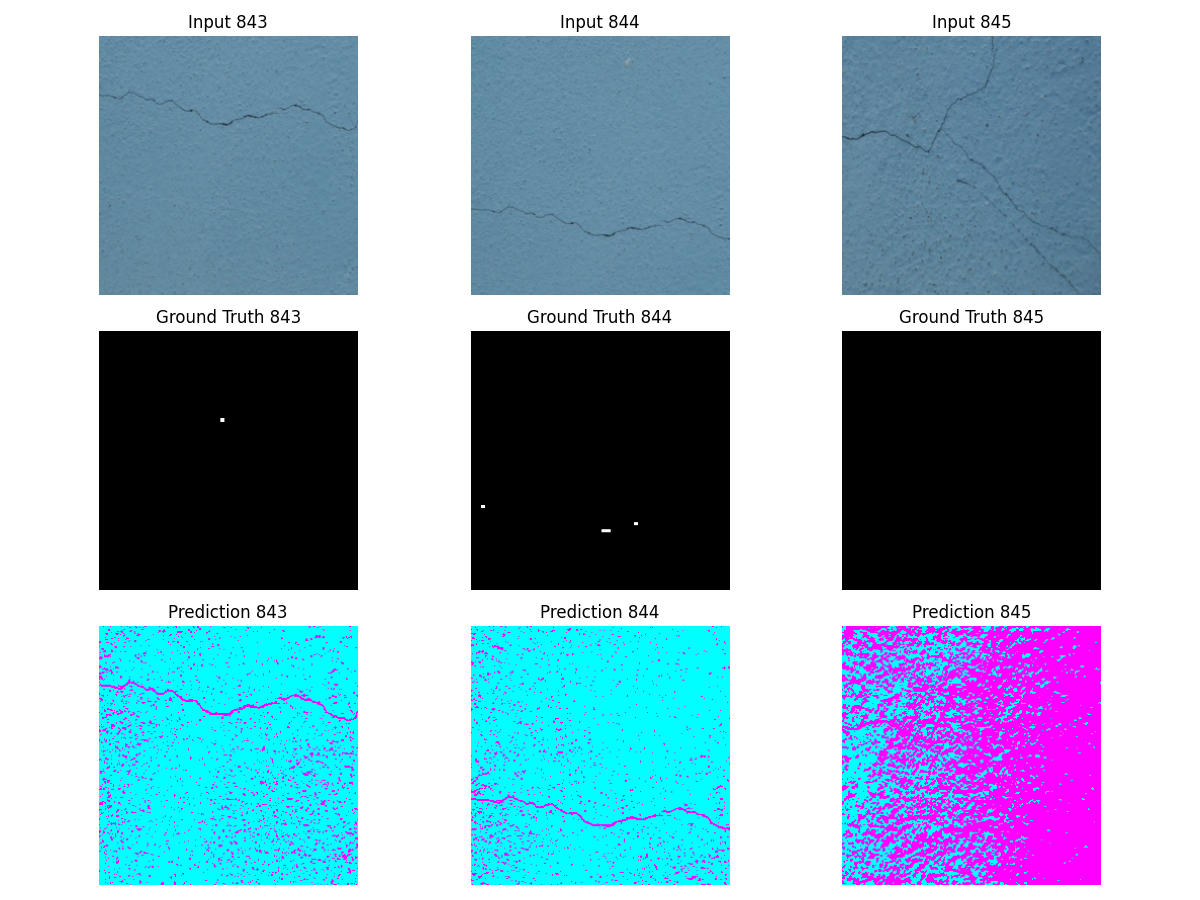 Input 843
Input 844
Input 845
Ground Truth 843
Ground Truth 844
Ground Truth 845
Prediction 843
Prediction 844
Prediction 845